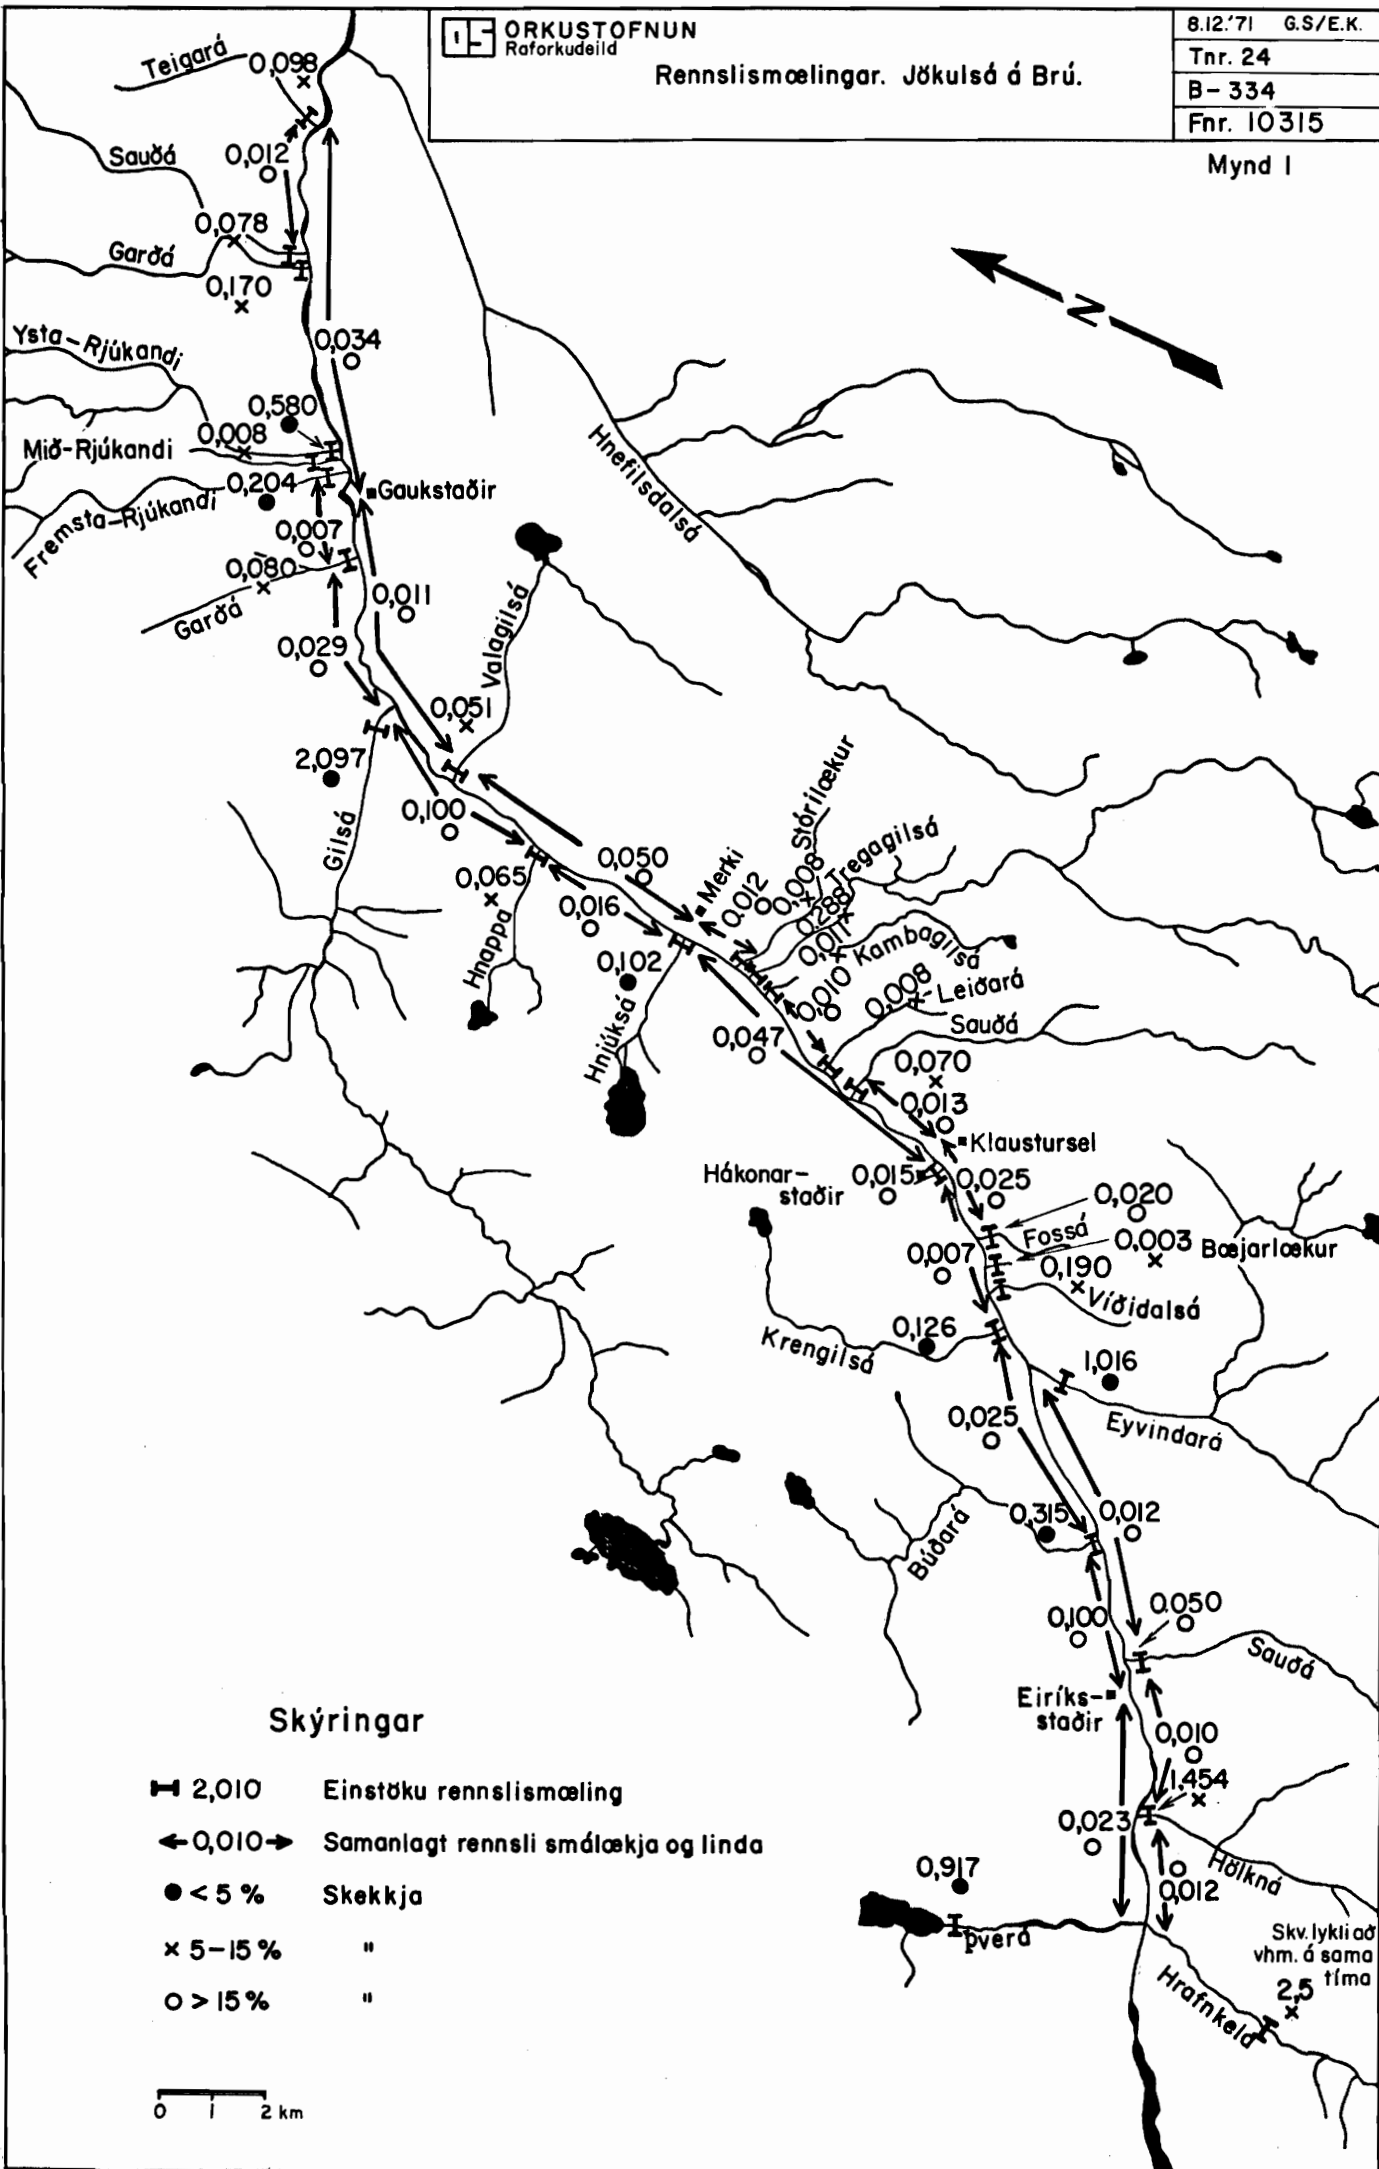 ORKUSTOFNUN
Raforkudeild
Rennslismælingar. Jökulsá á Brú.
8.12.'71 G.S/E.K.
Tnr. 24
B-334
Fnr. 10315
Mynd 1
Teigará
0,098
Sauðá
0,012
0,078
Garðá
0,170
Ysta-Rjúkandi
0,034
0,580
0,008
Mið-Rjúkandi
Hnefilsdalsá
0,204
Gaukstaðir
Fremsta-Rjúkandi
0,007
0,080
0,011
Garðá
Valagilsá
0,029
0,051
2,097
0,100
Gilsá
Stórilækur
0,050
Merki
0.012
0,008
Tregagilsá
0,065
0.288
0,016
0,011
Hnappa
Kambagilsá
0,102
0,010
0,008
Leiðará
Hnjúksá
0,047
Sauðá
0,070
0,013
Klaustursel
Hákonar-
staðir
0,015
0,025
0,020
Fossá
0,003
Bæjarlækur
0,007
0,190
Víðidalsá
0,126
Krengilsá
1,016
0,025
Eyvindará
0,315
0,012
Búðará
0,100
0.050
Sauðá
Eiríks-
staðir
0,010
1.454
0,023
Hölkná
0,917
0,012
Þverá
Skv. lykli að
vhm. á sama
tíma
2,5
Hrafnkela
Skýringar
2,010 Einstöku rennslismæling
0,010 Samanlagt rennsli smálækja og linda
< 5 % Skekkja
× 5-15 % "
> 15 % "
0 1 2 km
N